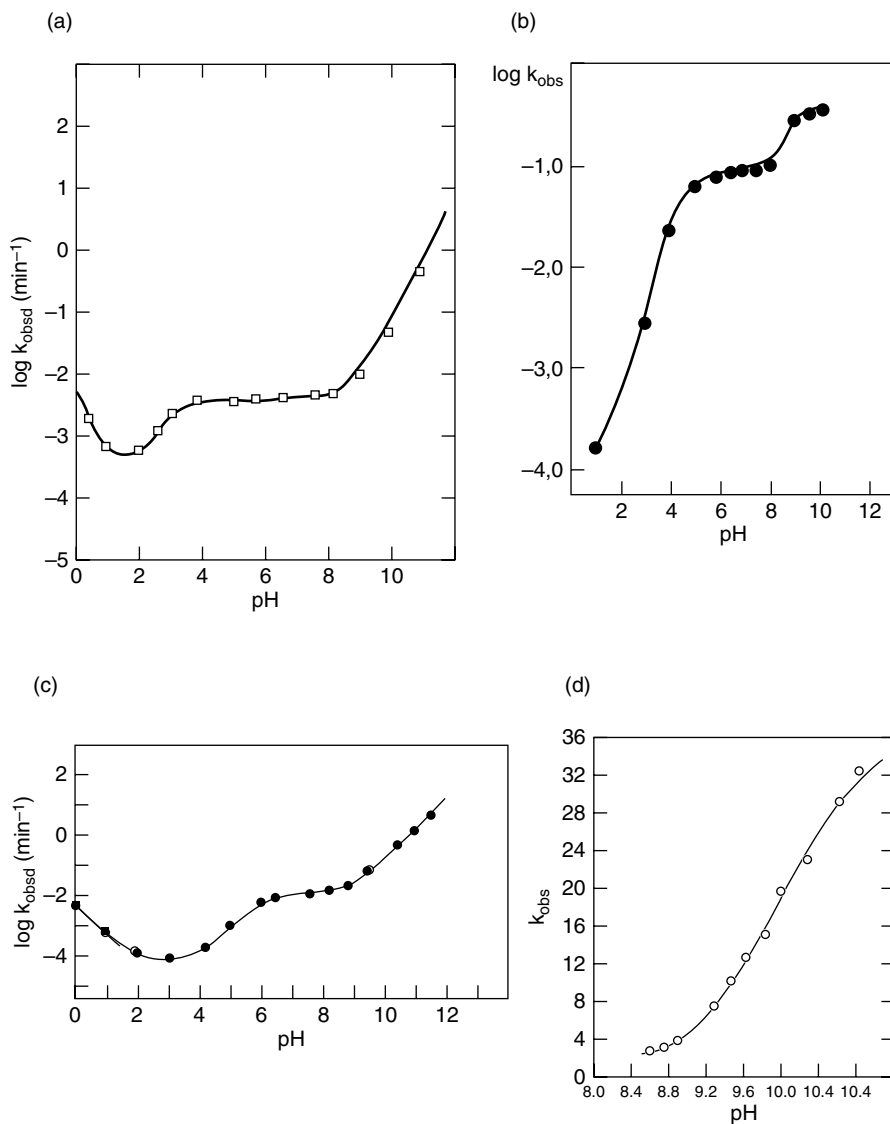 (a)
log k_obsd (min⁻¹)
2
1
0
−1
−2
−3
−4
−5
0 2 4 6 8 10
pH
(b)
log k_obs
−1,0
−2,0
−3,0
−4,0
2 4 6 8 10 12
pH
(c)
log k_obsd (min⁻¹)
2
0
−2
−4
0 2 4 6 8 10 12
pH
(d)
k_obs
36
32
28
24
20
16
12
8
4
0
8.0 8.4 8.8 9.2 9.6 10.0 10.4 10.4
pH